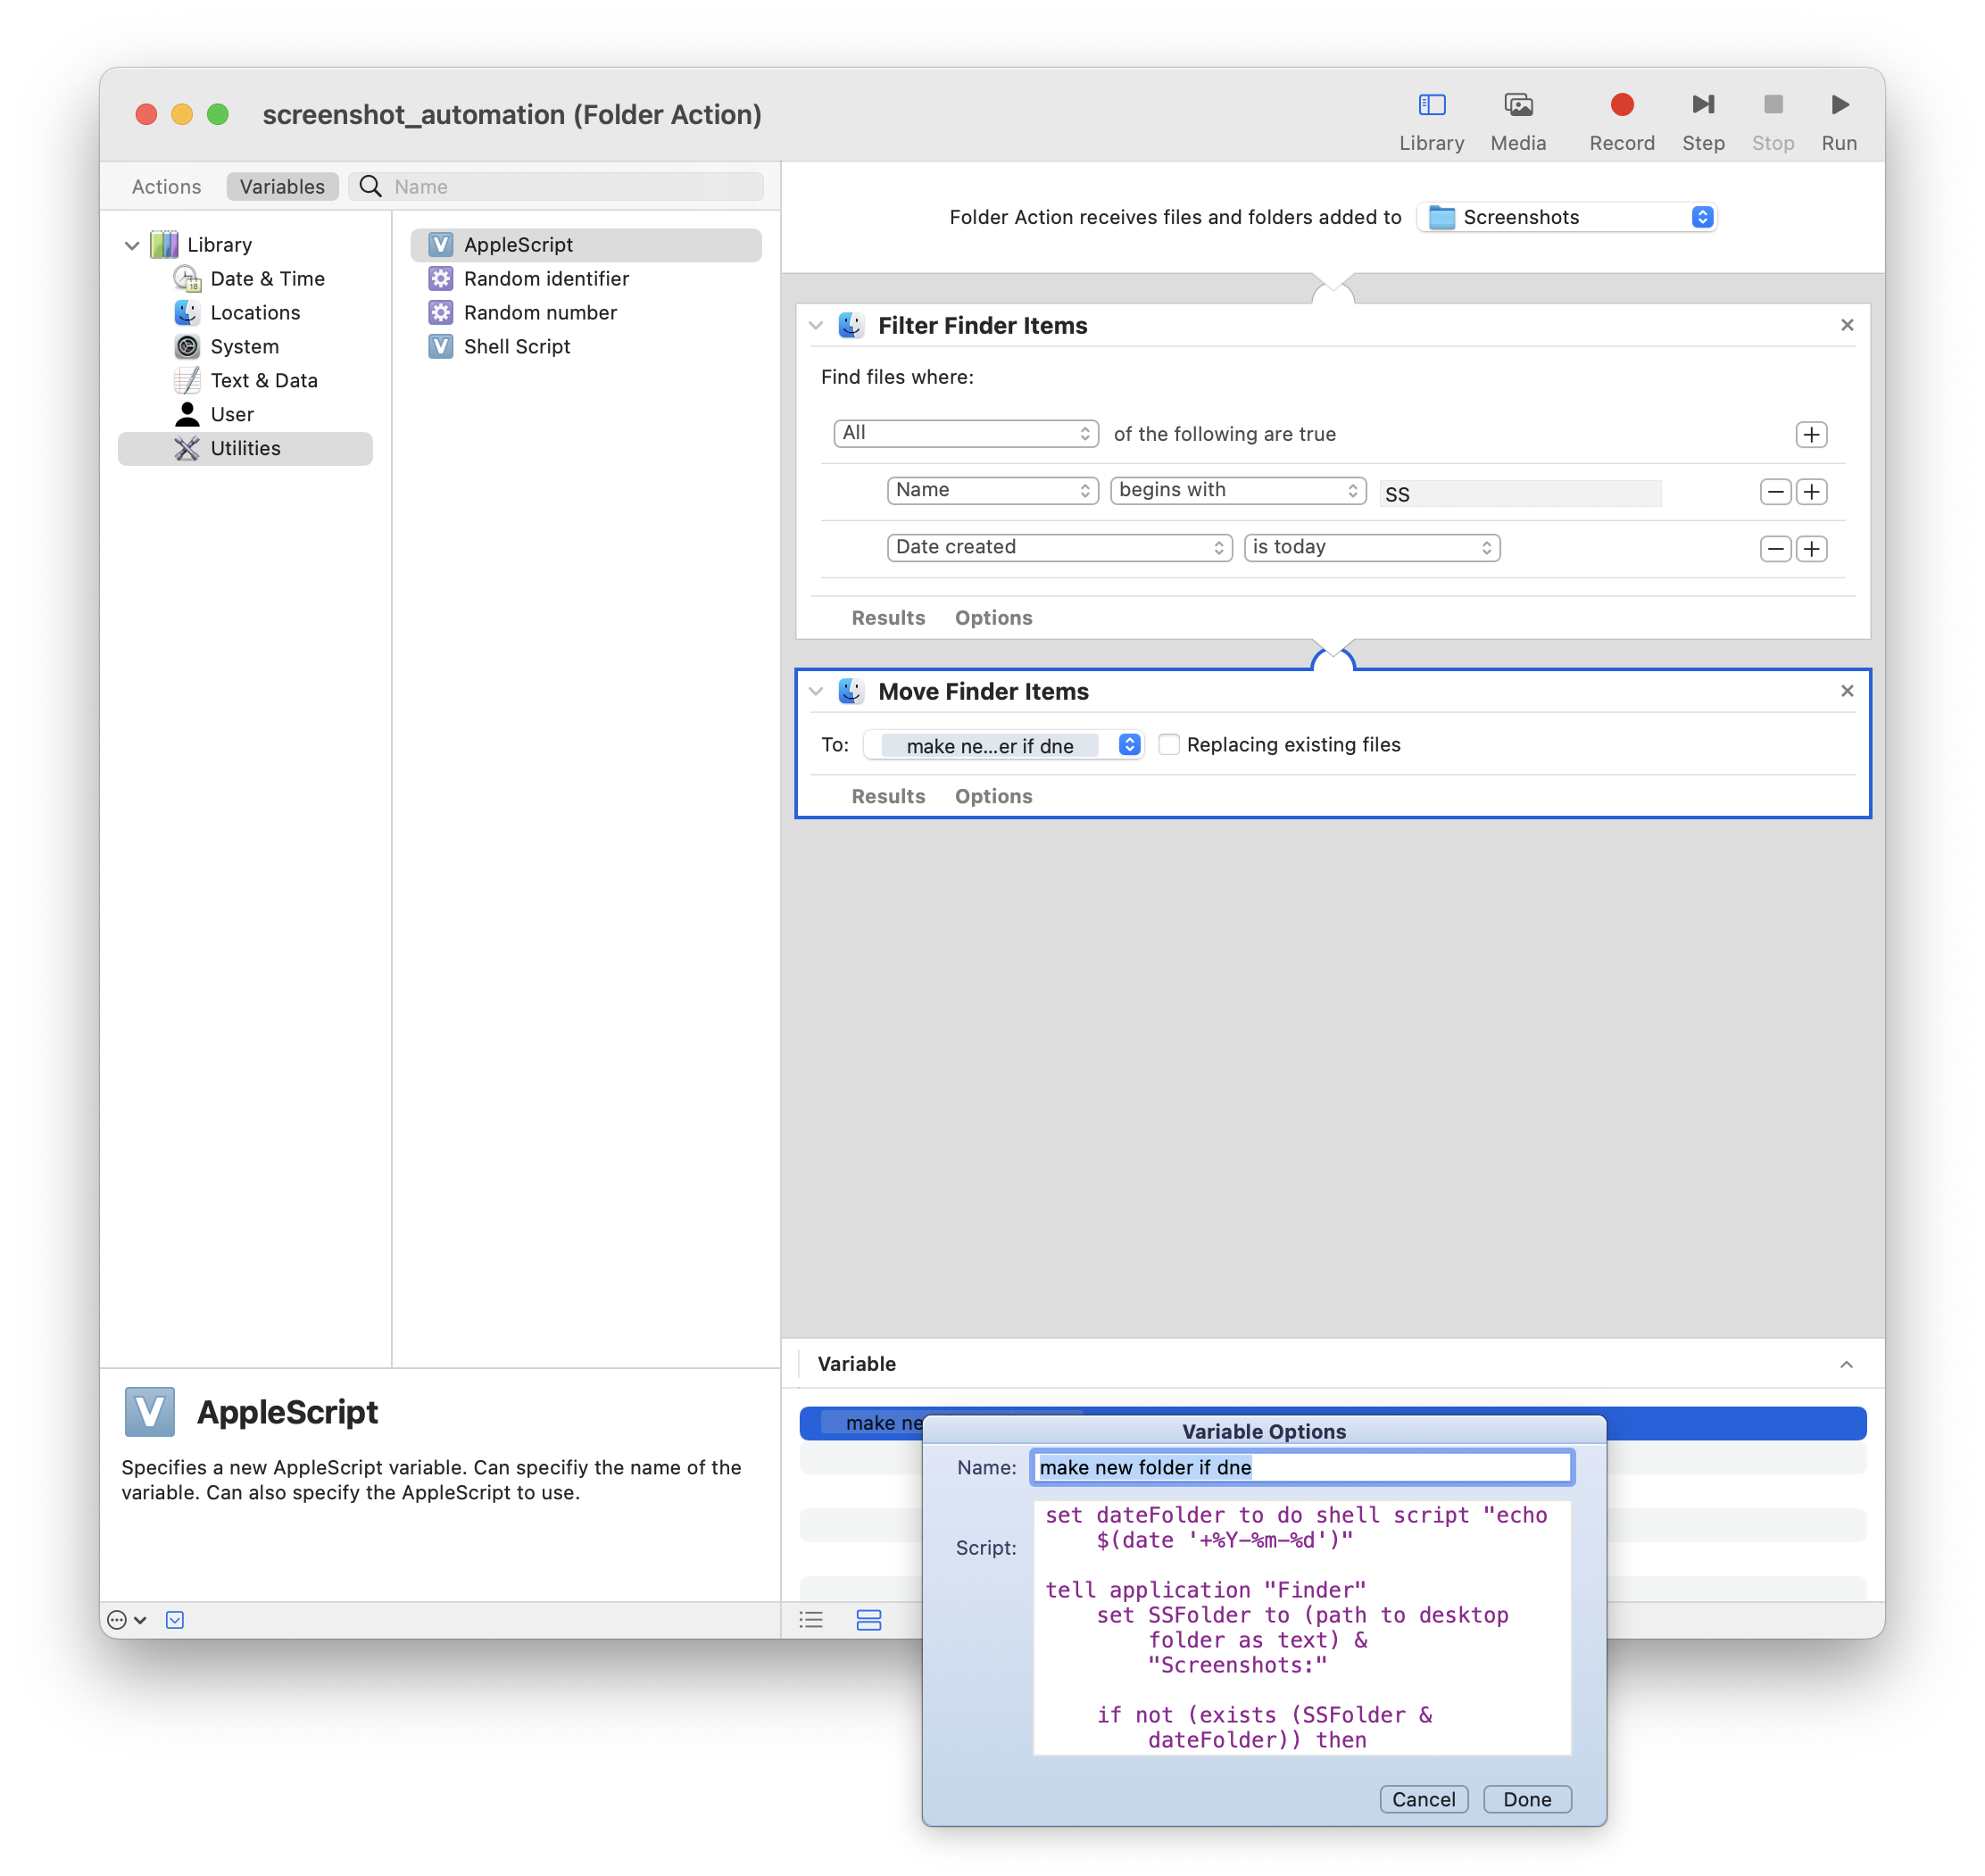 screenshot_automation (Folder Action)
Library
Media
Record
Step
Stop
Run
Actions
Variables
Name
Library
Date & Time
Locations
System
Text & Data
User
Utilities
AppleScript
Random identifier
Random number
Shell Script
Folder Action receives files and folders added to
Screenshots
Filter Finder Items
Find files where:
All
of the following are true
Name
begins with
SS
Date created
is today
Results
Options
Move Finder Items
To:
make ne...er if dne
Replacing existing files
Results
Options
V
AppleScript
Specifies a new AppleScript variable. Can specifiy the name of the
variable. Can also specify the AppleScript to use.
Variable
make ne
Variable Options
Name:
make new folder if dne
Script:
set dateFolder to do shell script "echo
$(date '+%Y-%m-%d')"
tell application "Finder"
set SSFolder to (path to desktop
folder as text) &
"Screenshots:"
if not (exists (SSFolder &
dateFolder)) then
Cancel
Done